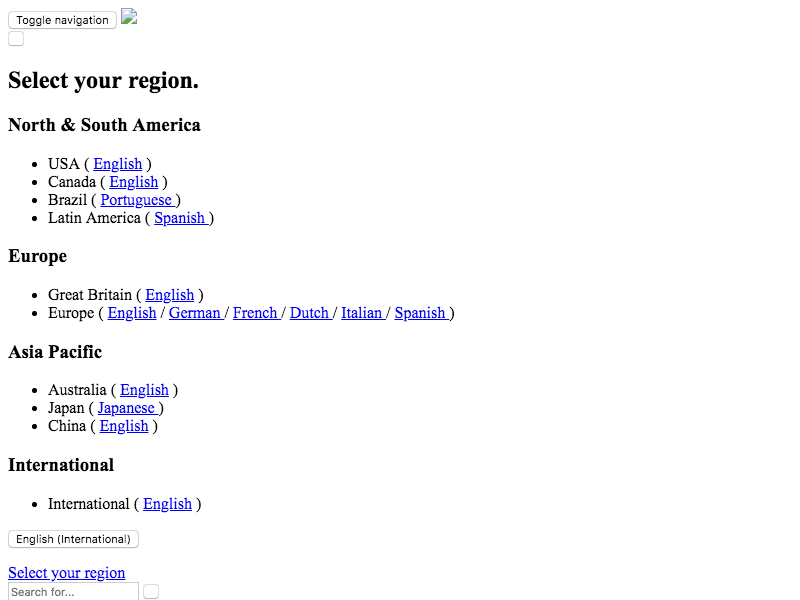 Toggle navigation
Select your region.
North & South America
USA ( English )
Canada ( English )
Brazil ( Portuguese )
Latin America ( Spanish )
Europe
Great Britain ( English )
Europe ( English / German / French / Dutch / Italian / Spanish )
Asia Pacific
Australia ( English )
Japan ( Japanese )
China ( English )
International
International ( English )
English (International)
Select your region
Search for...